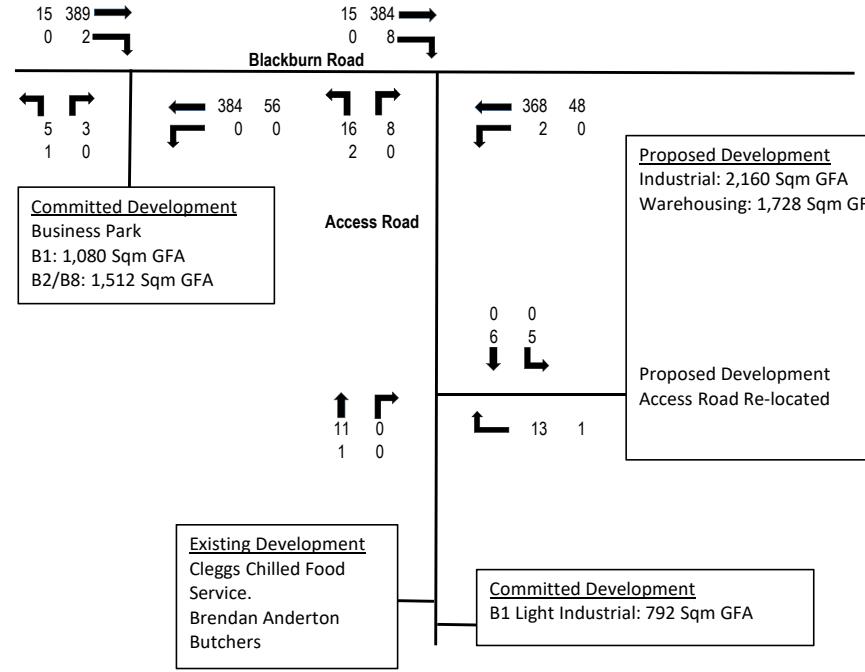 15 389 15 384
0 2 0 8
Blackburn Road
5 3 384 56 16 8 368 48
1 0 0 0 2 0 2 0
Committed Development
Business Park
B1: 1,080 Sqm GFA
B2/B8: 1,512 Sqm GFA
Access Road
Proposed Development
Industrial: 2,160 Sqm GFA
Warehousing: 1,728 Sqm GF
0 0
6 5
Proposed Development
Access Road Re-located
11 0
1 0
13 1
Existing Development
Cleggs Chilled Food
Service.
Brendan Anderton
Butchers
Committed Development
B1 Light Industrial: 792 Sqm GFA